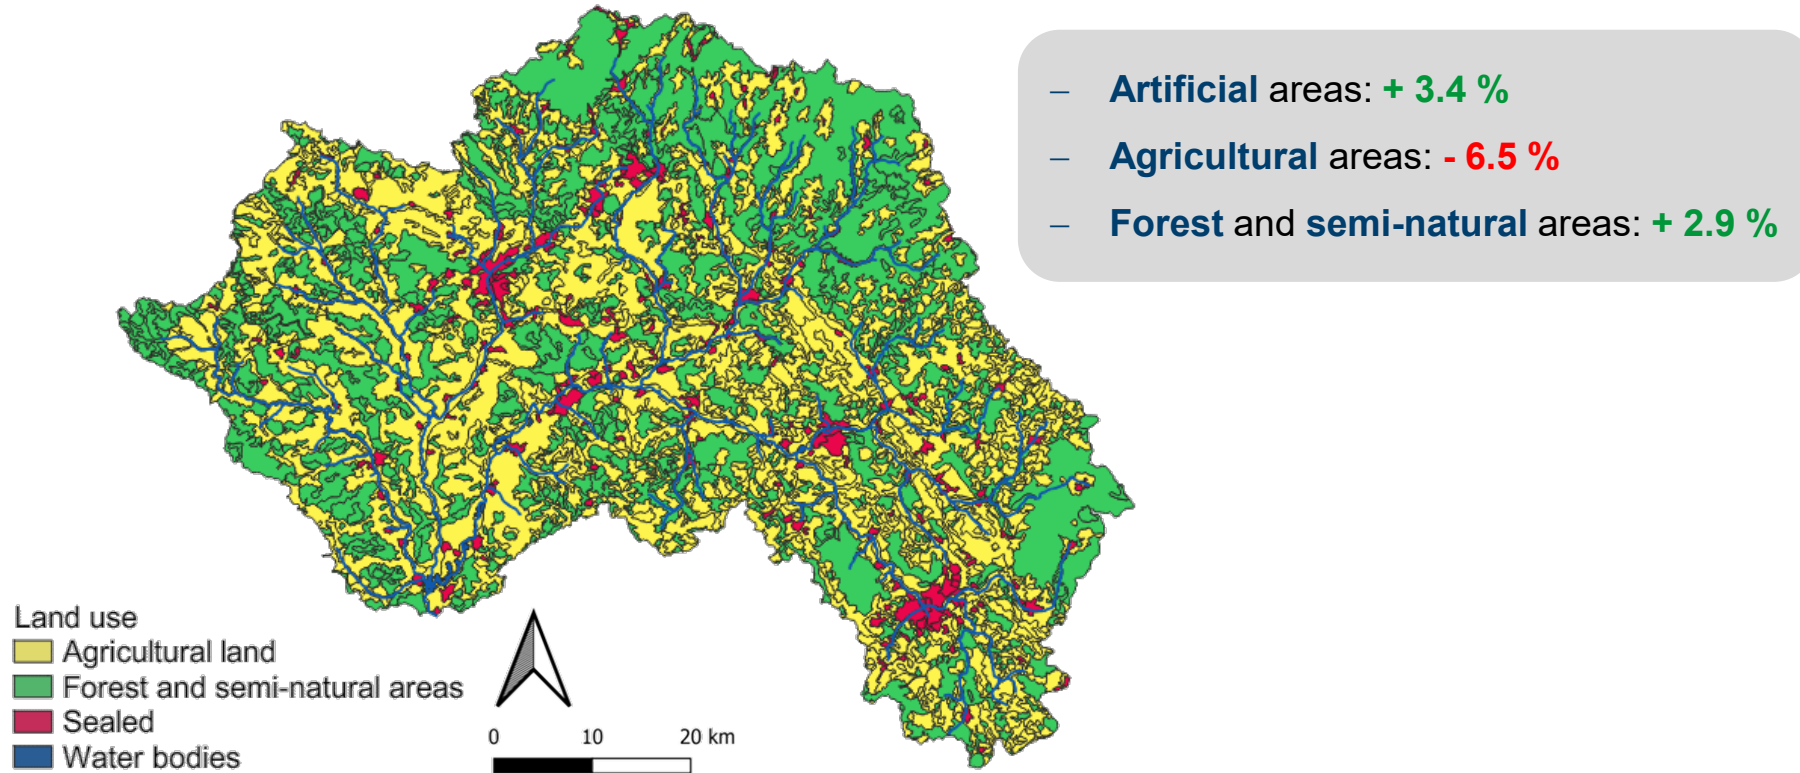 – Artificial areas: + 3.4 %
– Agricultural areas: - 6.5 %
– Forest and semi-natural areas: + 2.9 %
Land use
Agricultural land
Forest and semi-natural areas
Sealed
Water bodies
0 10 20 km